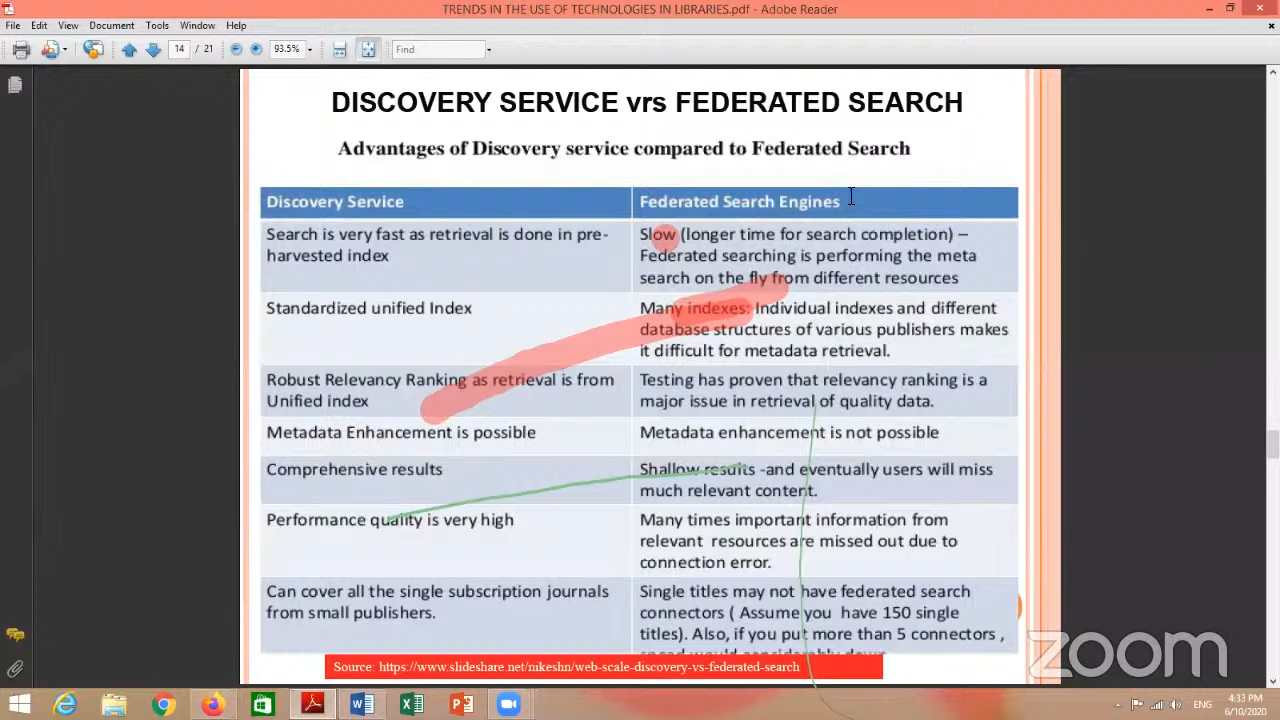 TRENDS IN THE USE OF TECHNOLOGIES IN LIBRARIES.pdf - Adobe Reader
File Edit View Document Tools Window Help
14 / 21 93.5% Find
DISCOVERY SERVICE vrs FEDERATED SEARCH
Advantages of Discovery service compared to Federated Search
Discovery Service
Federated Search Engines
Search is very fast as retrieval is done in pre-
harvested index
Slow (longer time for search completion) –
Federated searching is performing the meta
search on the fly from different resources
Standardized unified Index
Many indexes: Individual indexes and different
database structures of various publishers makes
it difficult for metadata retrieval.
Robust Relevancy Ranking as retrieval is from
Unified index
Testing has proven that relevancy ranking is a
major issue in retrieval of quality data.
Metadata Enhancement is possible
Metadata enhancement is not possible
Comprehensive results
Shallow results -and eventually users will miss
much relevant content.
Performance quality is very high
Many times important information from
relevant resources are missed out due to
connection error.
Can cover all the single subscription journals
from small publishers.
Single titles may not have federated search
connectors ( Assume you have 150 single
titles). Also, if you put more than 5 connectors ,
Source: https://www.slideshare.net/nikeshn/web-scale-discovery-vs-federated-search
zoom
ENG
4:33 PM
6/10/2020